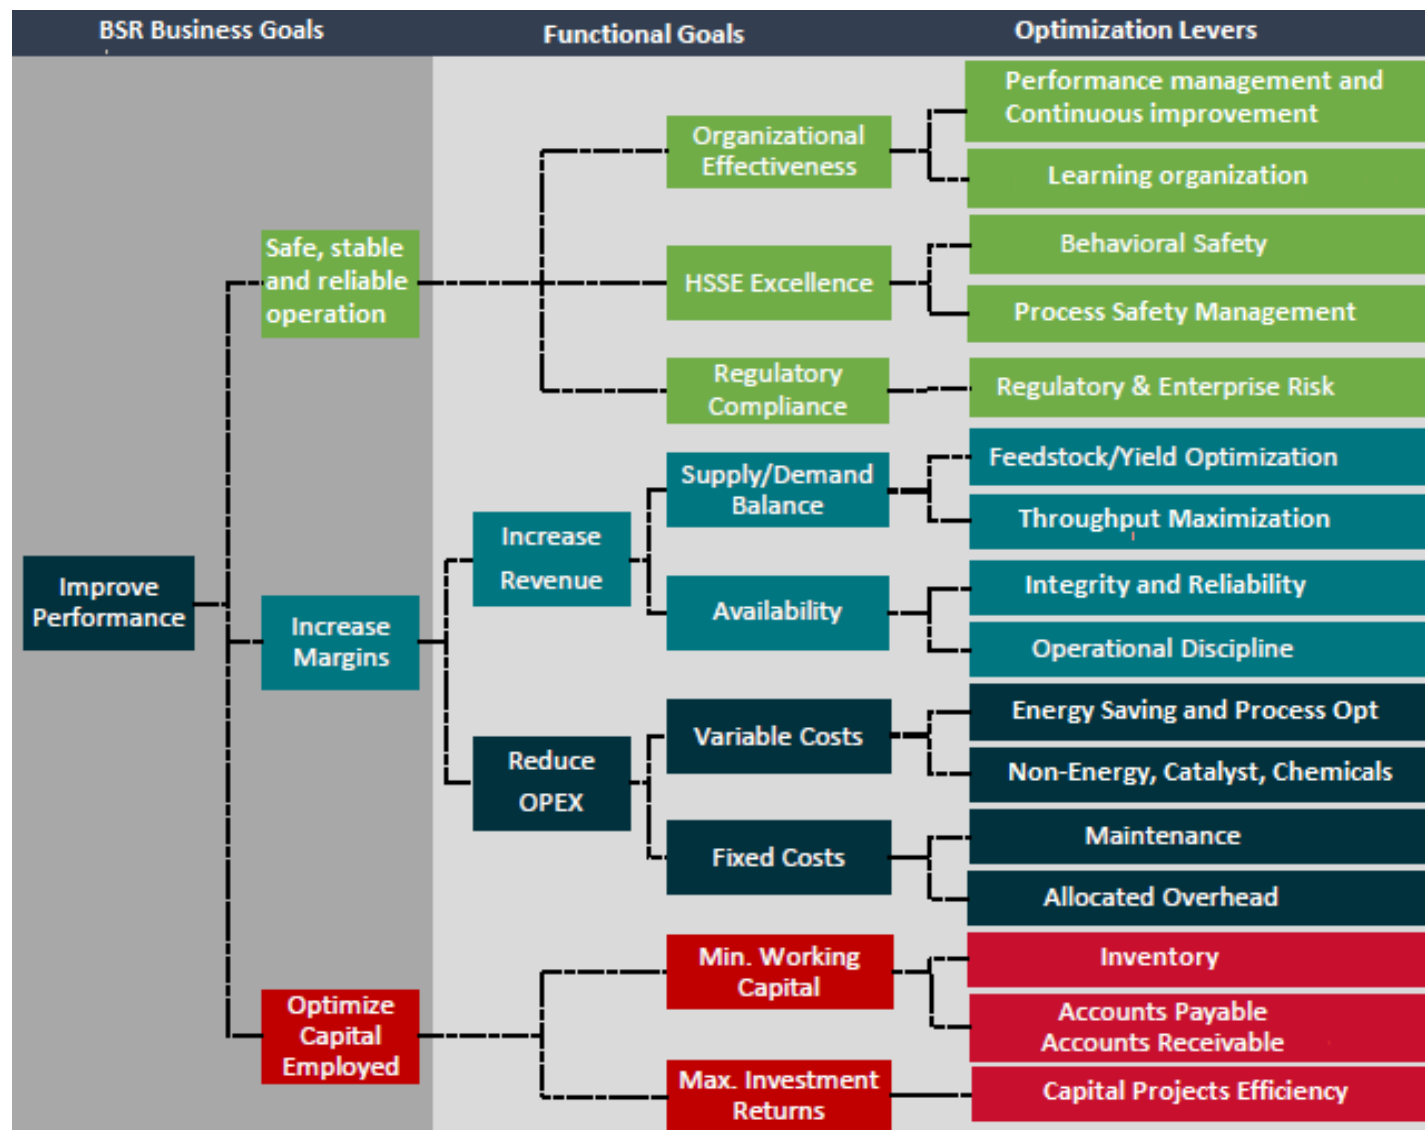 BSR Business Goals
Functional Goals
Optimization Levers
Performance management and
Continuous improvement
Organizational
Effectiveness
Learning organization
Safe, stable
and reliable
operation
Behavioral Safety
HSSE Excellence
Process Safety Management
Regulatory
Compliance
Regulatory & Enterprise Risk
Supply/Demand
Balance
Feedstock/Yield Optimization
Throughput Maximization
Increase
Revenue
Improve
Performance
Increase
Margins
Availability
Integrity and Reliability
Operational Discipline
Reduce
OPEX
Variable Costs
Energy Saving and Process Opt
Non-Energy, Catalyst, Chemicals
Fixed Costs
Maintenance
Allocated Overhead
Min. Working
Capital
Inventory
Accounts Payable
Accounts Receivable
Optimize
Capital
Employed
Max. Investment
Returns
Capital Projects Efficiency